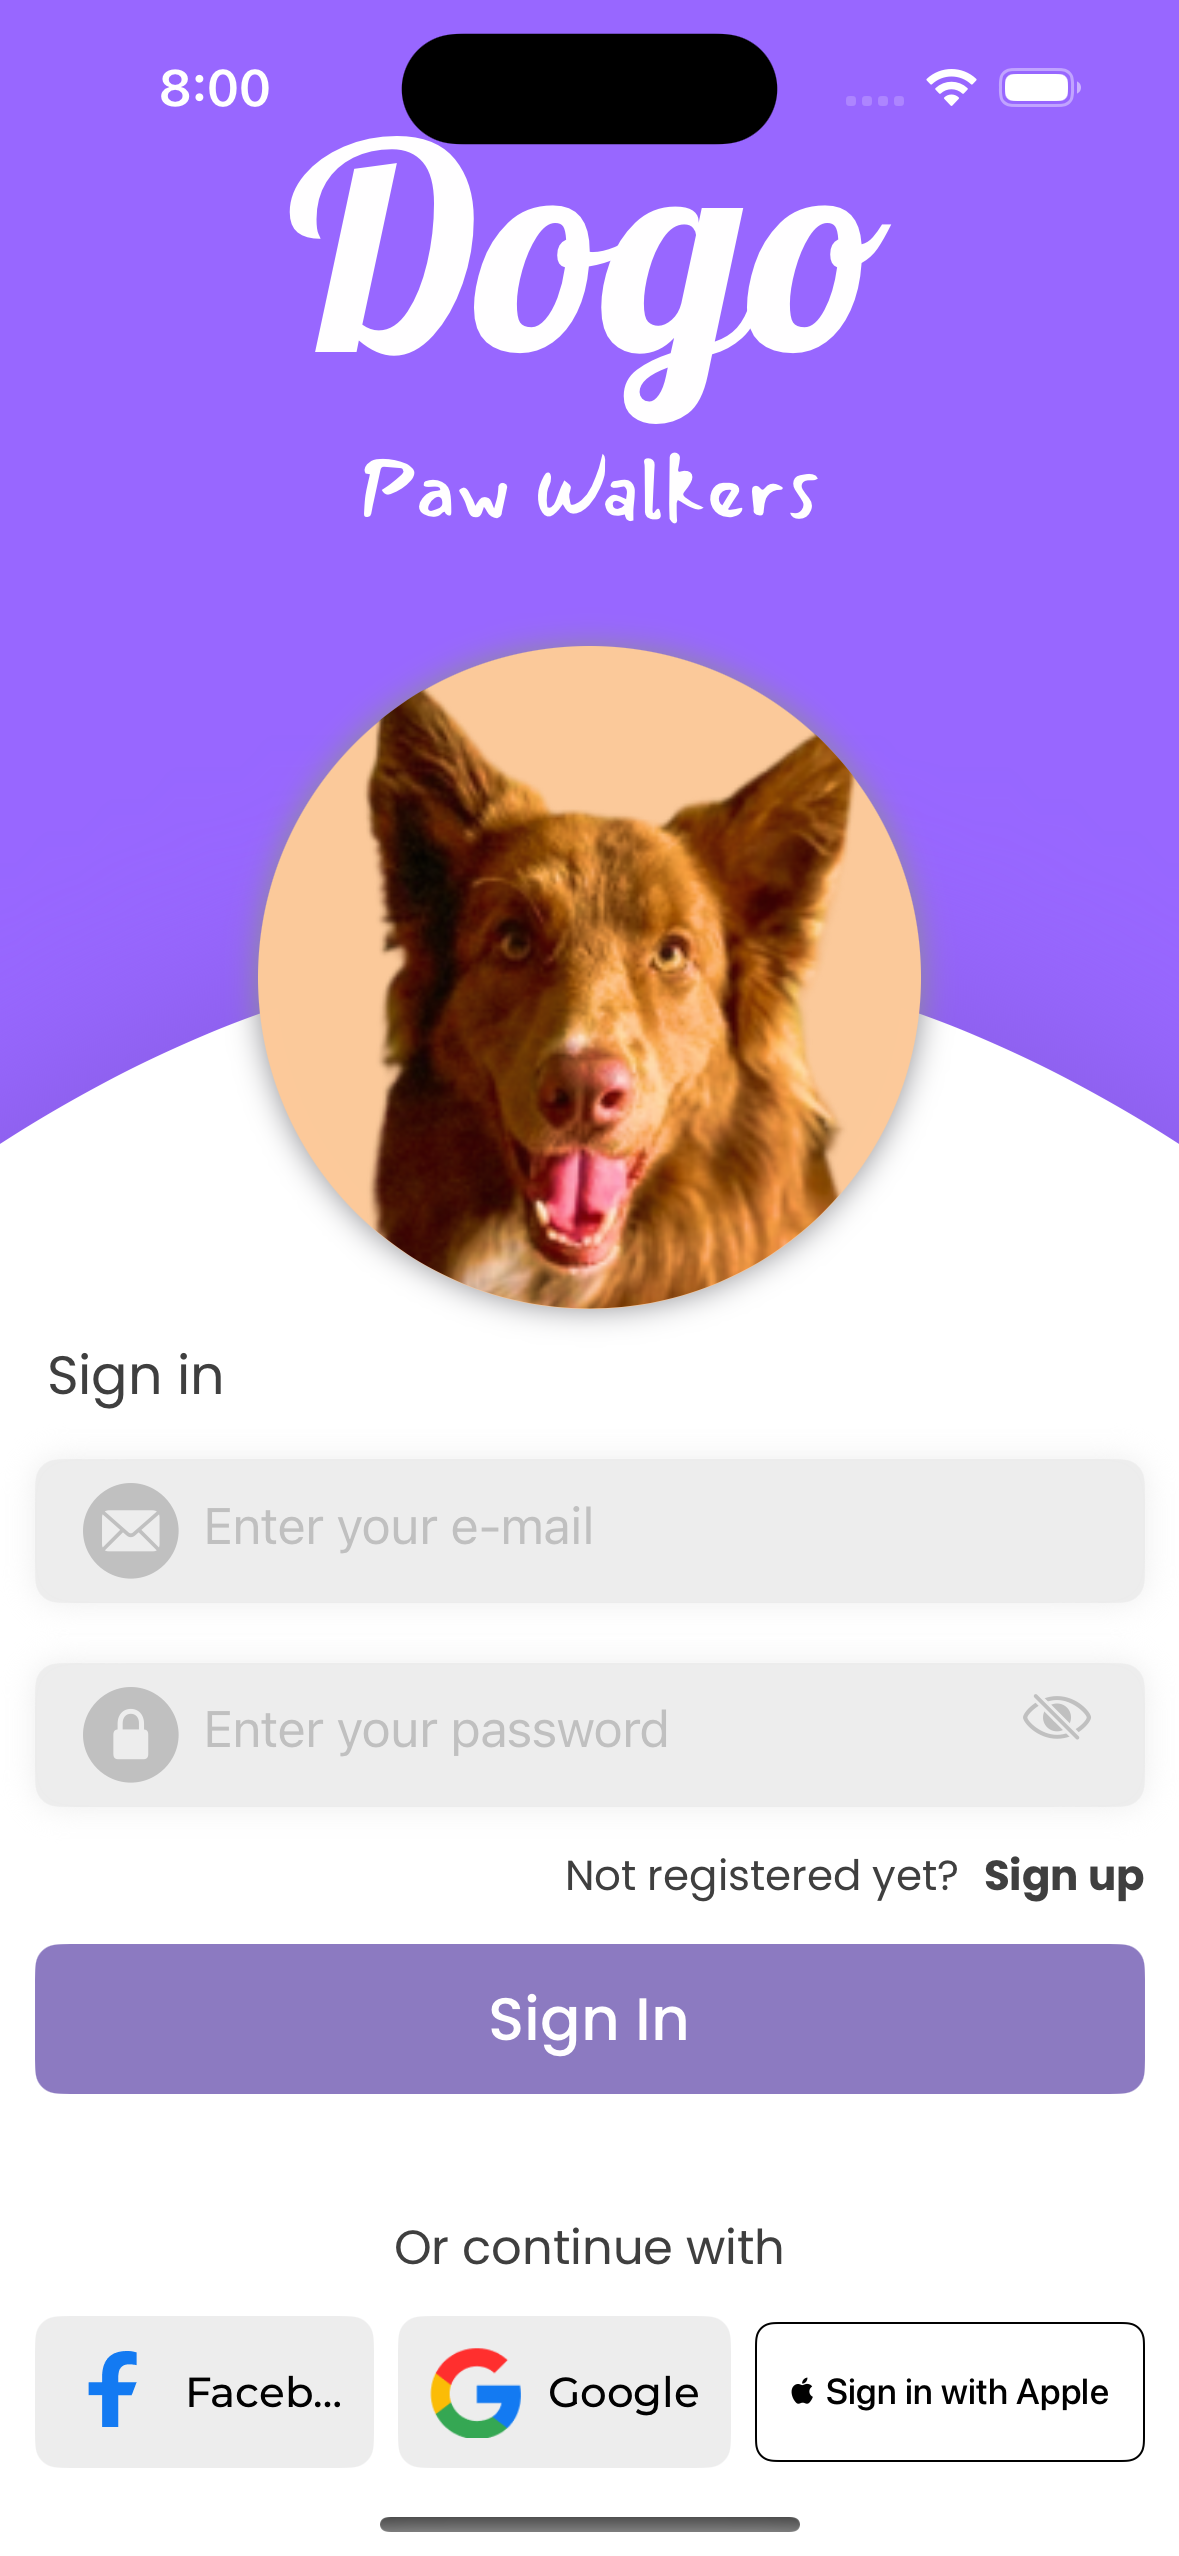 8:00
Dogo
Paw Walkers
Sign in
Enter your e-mail
Enter your password
Not registered yet? Sign up
Sign In
Or continue with
Faceb...
Google
Sign in with Apple